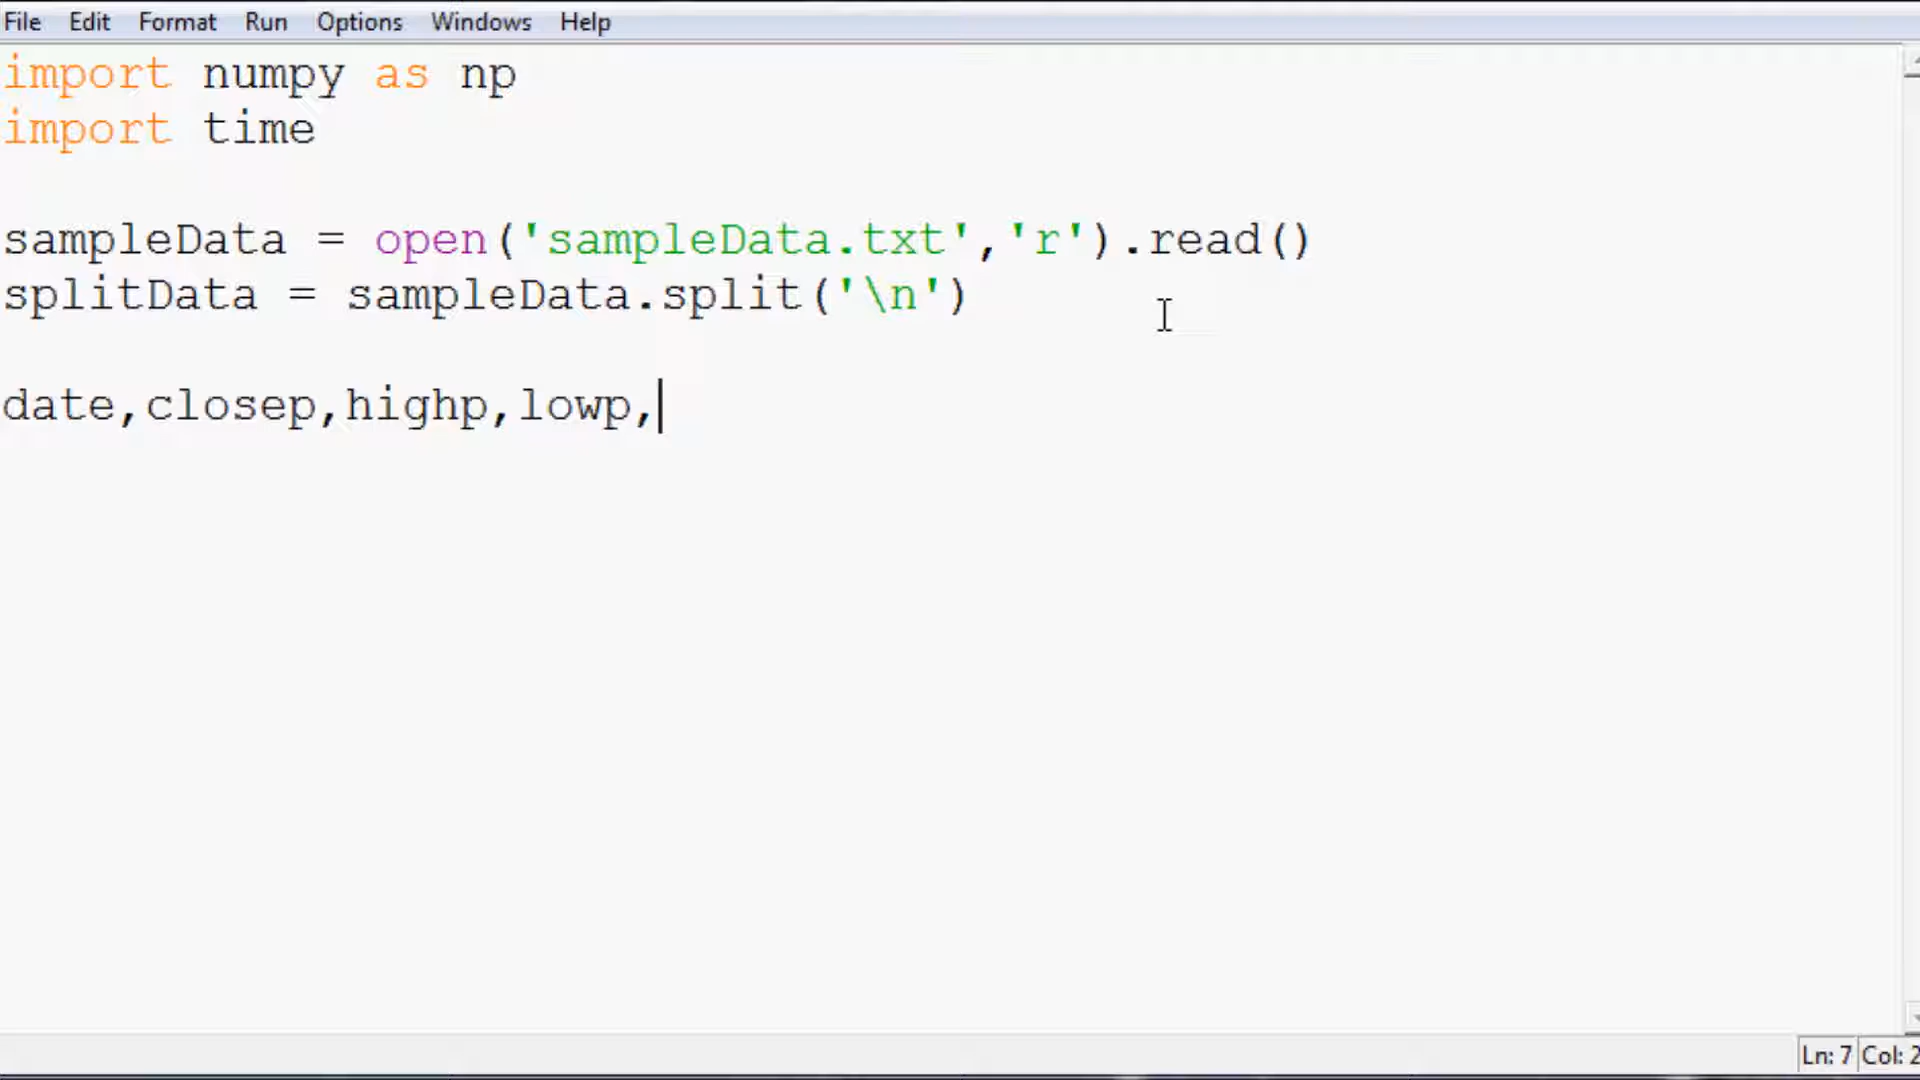 File Edit Format Run Options Windows Help
import numpy as np
import time
sampleData = open('sampleData.txt','r').read()
splitData = sampleData.split('\n')
date,closep,highp,lowp,
Ln: 7 Col: 2